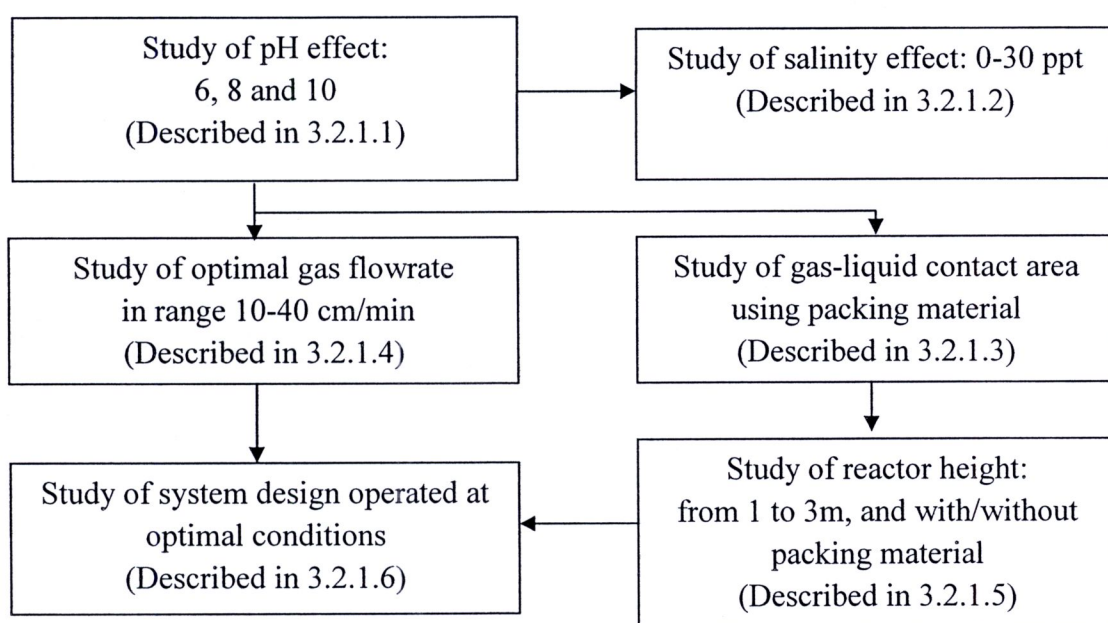 Study of pH effect:
6, 8 and 10
(Described in 3.2.1.1)
Study of salinity effect: 0-30 ppt
(Described in 3.2.1.2)
Study of optimal gas flowrate
in range 10-40 cm/min
(Described in 3.2.1.4)
Study of gas-liquid contact area
using packing material
(Described in 3.2.1.3)
Study of system design operated at
optimal conditions
(Described in 3.2.1.6)
Study of reactor height:
from 1 to 3m, and with/without
packing material
(Described in 3.2.1.5)